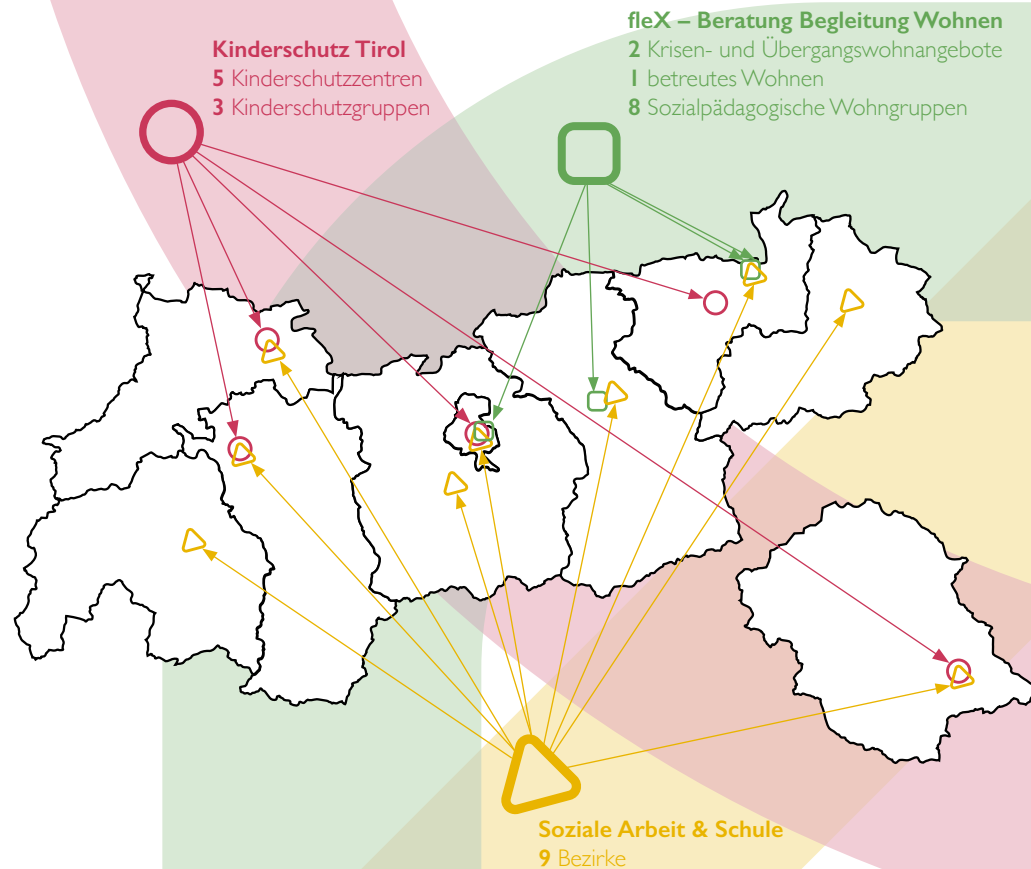 Kinderschutz Tirol
5 Kinderschutzzentren
3 Kinderschutzgruppen
fleX – Beratung Begleitung Wohnen
2 Krisen- und Übergangswohnangebote
1 betreutes Wohnen
8 Sozialpädagogische Wohngruppen
Soziale Arbeit & Schule
9 Bezirke